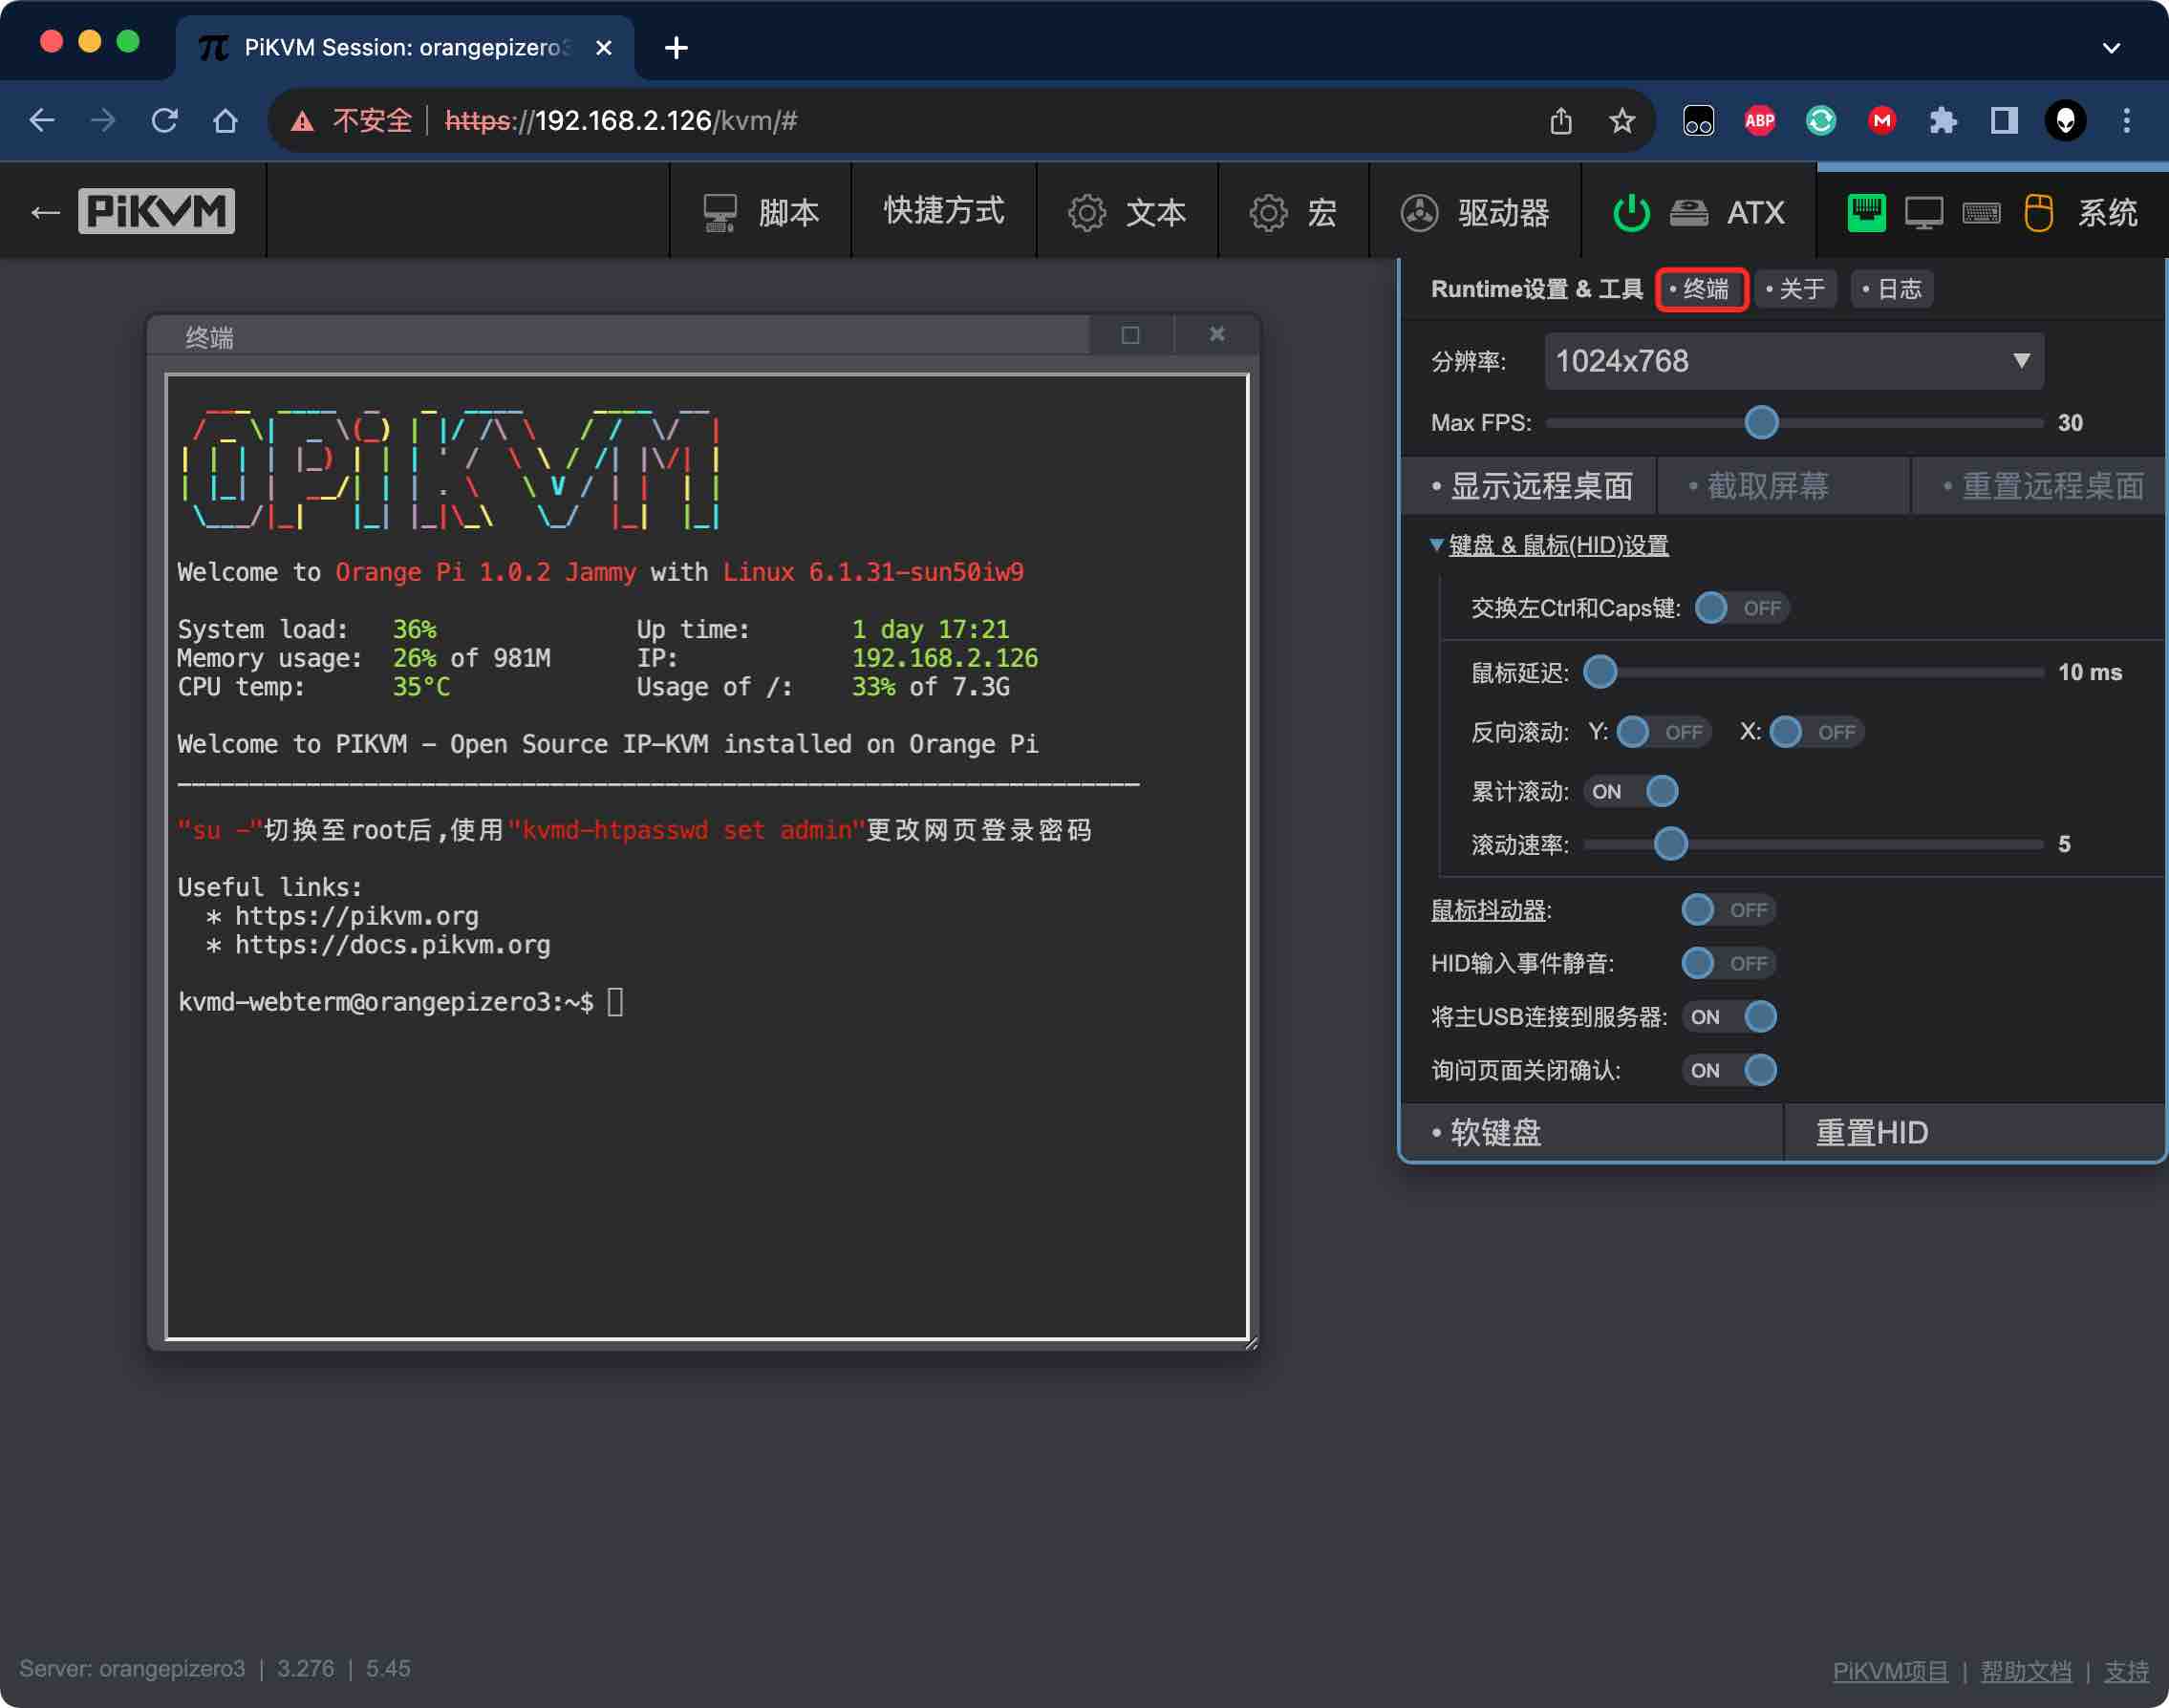 PiKVM Session: orangepizero3
不安全 https://192.168.2.126/kvm/#
← PiKVM 脚本 快捷方式 文本 宏 驱动器 ATX 系统
终端
OPiKVM
Welcome to Orange Pi 1.0.2 Jammy with Linux 6.1.31-sun50iw9
System load: 36% Up time: 1 day 17:21
Memory usage: 26% of 981M IP: 192.168.2.126
CPU temp: 35°C Usage of /: 33% of 7.3G
Welcome to PIKVM - Open Source IP-KVM installed on Orange Pi
"su -"切换至root后,使用"kvmd-htpasswd set admin"更改网页登录密码
Useful links:
* https://pikvm.org
* https://docs.pikvm.org
kvmd-webterm@orangepizero3:~$
Runtime设置 & 工具 • 终端 • 关于 • 日志
分辨率: 1024x768 ▼
Max FPS: 30
• 显示远程桌面 • 截取屏幕 • 重置远程桌面
▼键盘 & 鼠标(HID)设置
交换左Ctrl和Caps键: OFF
鼠标延迟: 10 ms
反向滚动: Y: OFF X: OFF
累计滚动: ON
滚动速率: 5
鼠标抖动器: OFF
HID输入事件静音: OFF
将主USB连接到服务器: ON
询问页面关闭确认: ON
• 软键盘 重置HID
Server: orangepizero3 | 3.276 | 5.45
PiKVM项目 | 帮助文档 | 支持
ABP
M